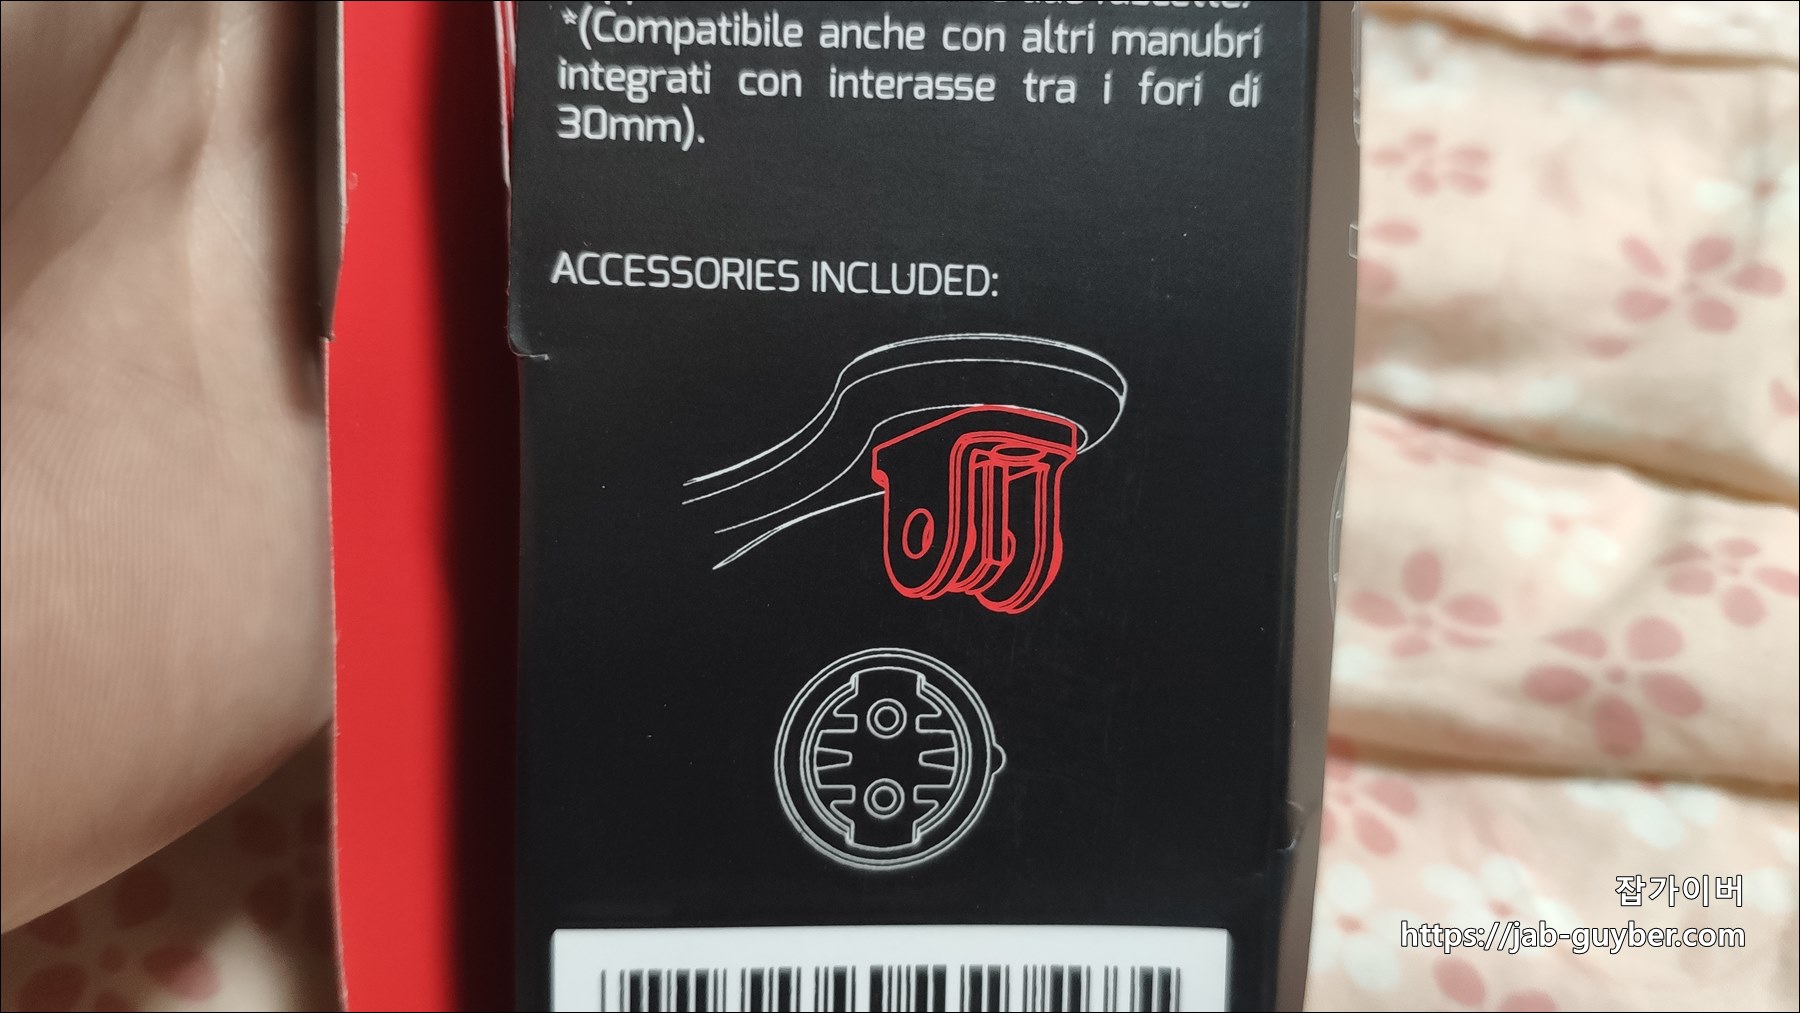 *(Compatibile anche con altri manubri
integrati con interasse tra i fori di
30mm).
ACCESSORIES INCLUDED:
잡가이버
https://jab-guyber.com